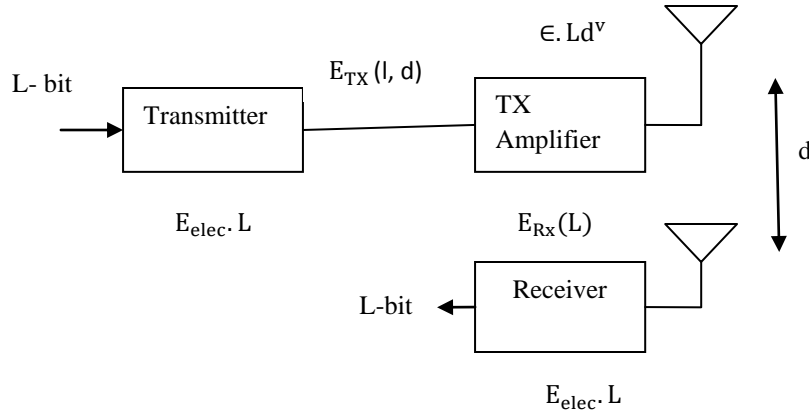 ∈. Ldᵛ
E_TX (l, d)
L- bit
Transmitter
TX
Amplifier
d
E_elec. L
E_Rx(L)
L-bit
Receiver
E_elec. L